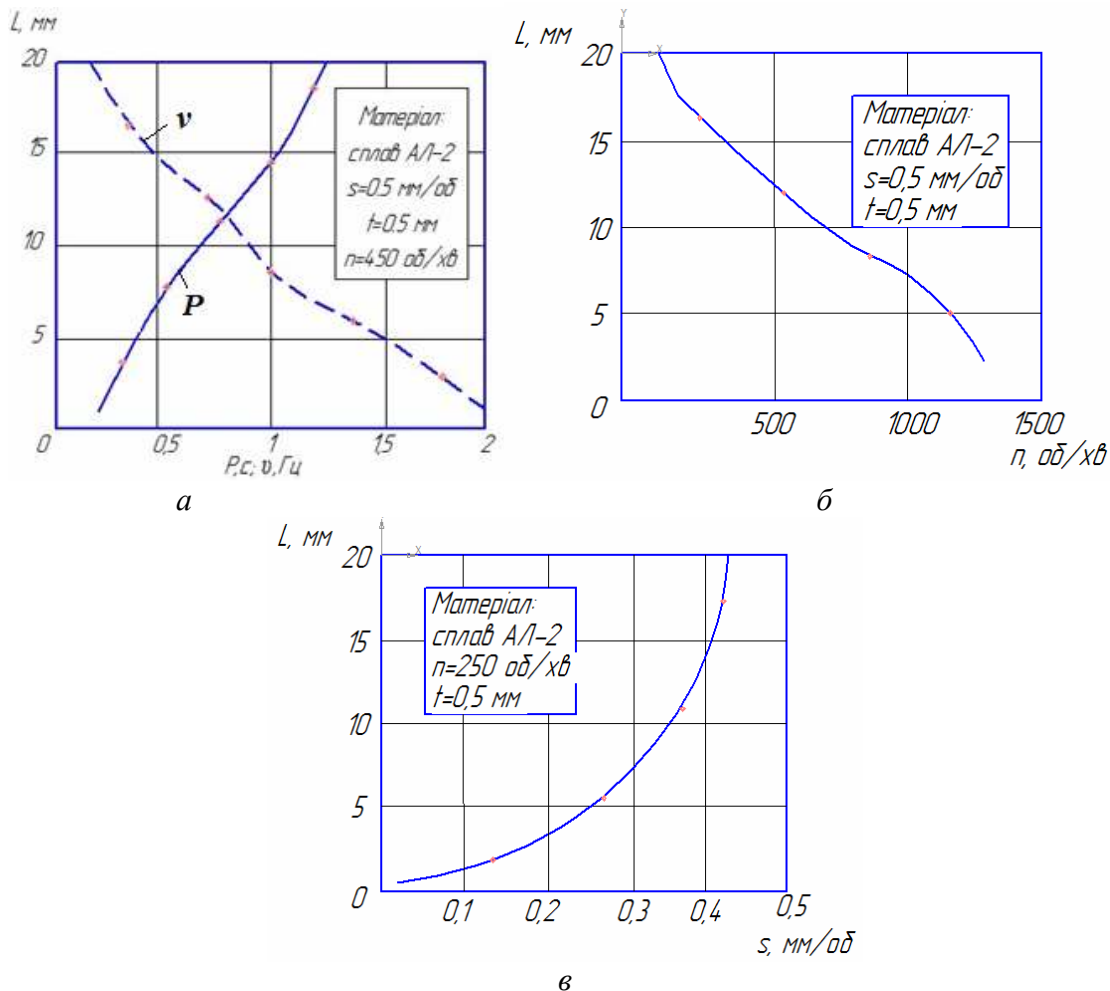 L, мм
20
15
10
5
0
0,5
1
1,5
2
P,c; υ,Гц
ν
P
Матеріал:
сплав АЛ-2
s=0.5 мм/об
t=0.5 мм
n=450 об/хв
а
Y
X
L, мм
20
15
10
5
0
500
1000
1500
n, об/хв
Матеріал:
сплав АЛ-2
s=0,5 мм/об
t=0,5 мм
б
X
L, мм
20
15
10
5
0
0,1
0,2
0,3
0,4
0,5
s, мм/об
Матеріал:
сплав АЛ-2
n=250 об/хв
t=0,5 мм
в